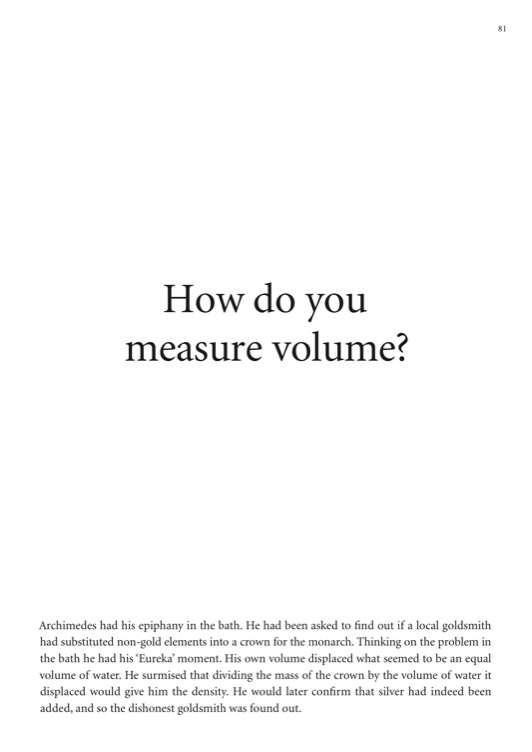 81
How do you
measure volume?
Archimedes had his epiphany in the bath. He had been asked to find out if a local goldsmith
had substituted non-gold elements into a crown for the monarch. Thinking on the problem in
the bath he had his ‘Eureka’ moment. His own volume displaced what seemed to be an equal
volume of water. He surmised that dividing the mass of the crown by the volume of water it
displaced would give him the density. He would later confirm that silver had indeed been
added, and so the dishonest goldsmith was found out.